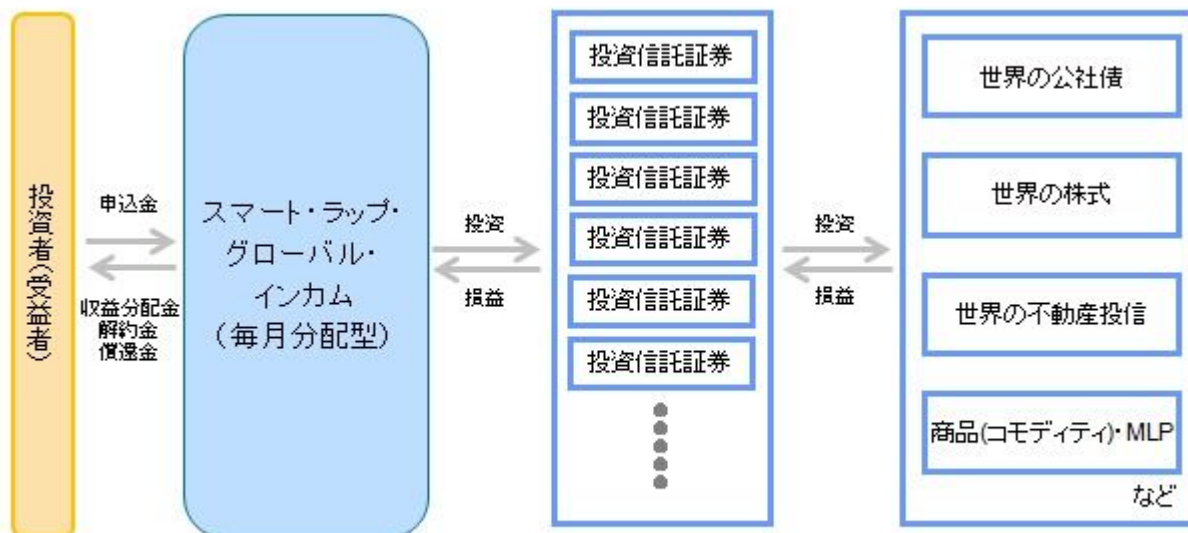 投資者(受益者)
申込金
収益分配金
解約金
償還金
スマート・ラップ・
グローバル・
インカム
(毎月分配型)
投資
損益
投資信託証券
投資信託証券
投資信託証券
投資信託証券
投資信託証券
投資信託証券
投資
損益
世界の公社債
世界の株式
世界の不動産投信
商品(コモディティ)・MLP
など